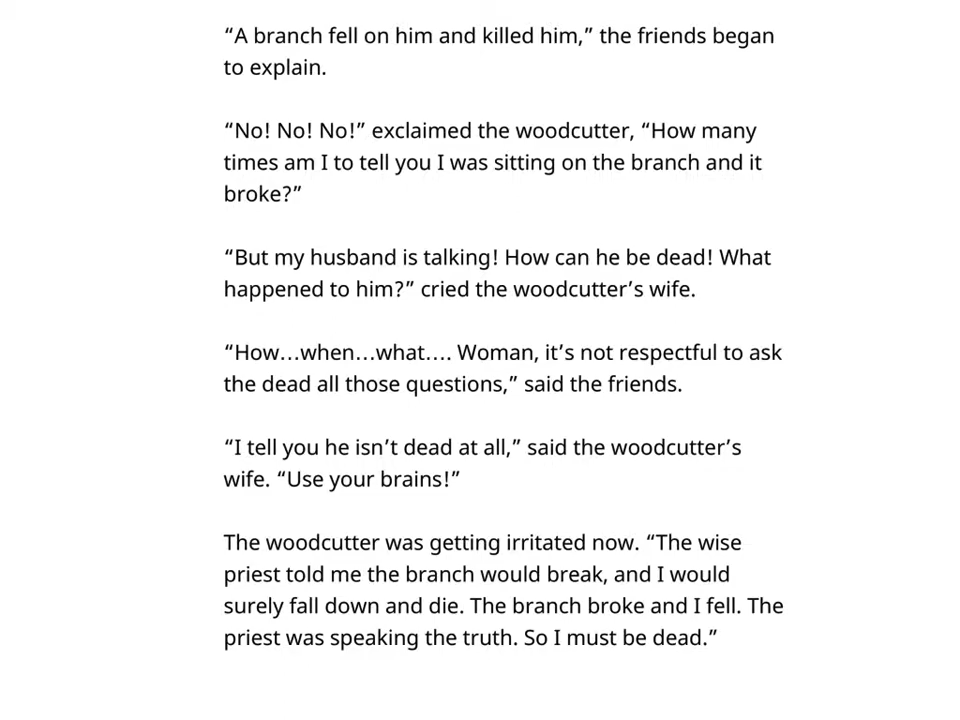 “A branch fell on him and killed him,” the friends began
to explain.
“No! No! No!” exclaimed the woodcutter, “How many
times am I to tell you I was sitting on the branch and it
broke?”
“But my husband is talking! How can he be dead! What
happened to him?” cried the woodcutter’s wife.
“How…when…what…. Woman, it’s not respectful to ask
the dead all those questions,” said the friends.
“I tell you he isn’t dead at all,” said the woodcutter’s
wife. “Use your brains!”
The woodcutter was getting irritated now. “The wise
priest told me the branch would break, and I would
surely fall down and die. The branch broke and I fell. The
priest was speaking the truth. So I must be dead.”